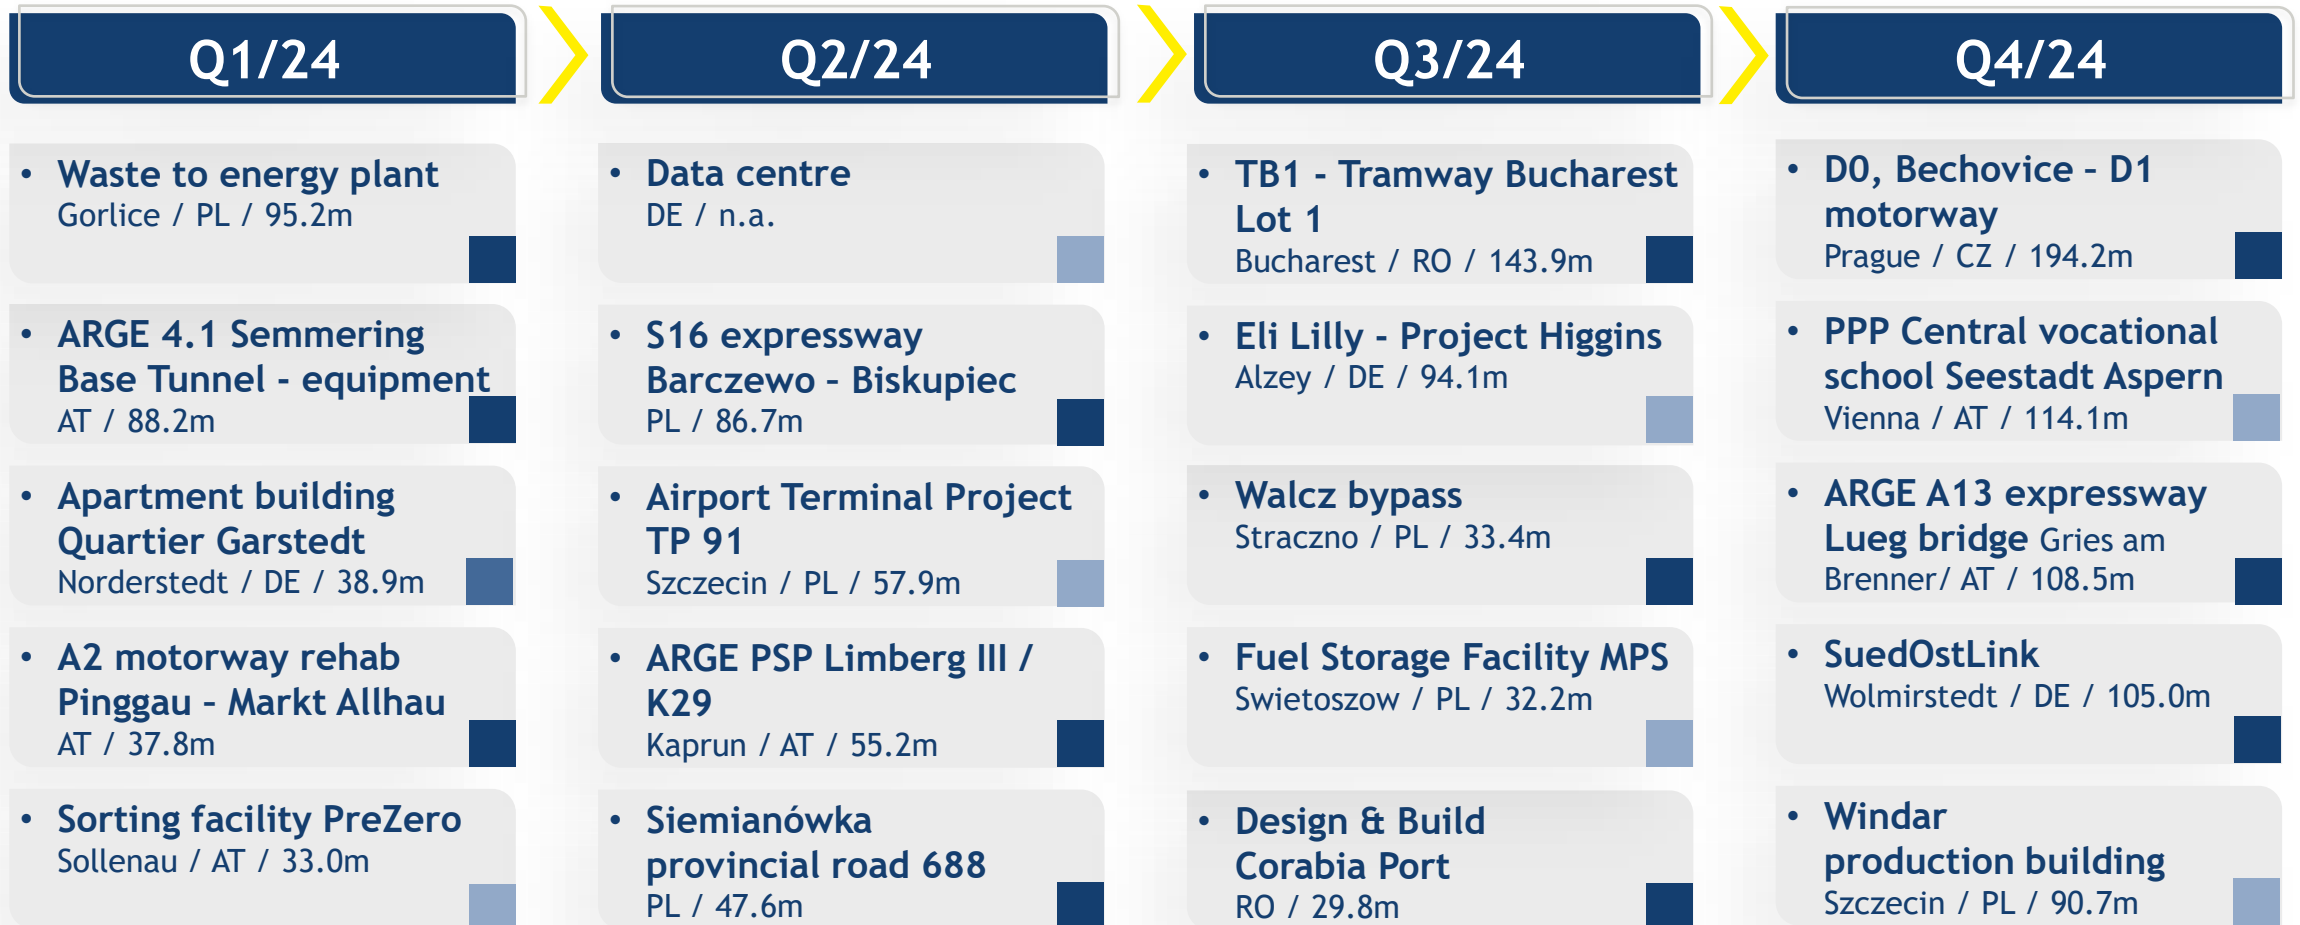 Q1/24
• Waste to energy plant
Gorlice / PL / 95.2m
• ARGE 4.1 Semmering
Base Tunnel - equipment
AT / 88.2m
• Apartment building
Quartier Garstedt
Norderstedt / DE / 38.9m
• A2 motorway rehab
Pinggau – Markt Allhau
AT / 37.8m
• Sorting facility PreZero
Sollenau / AT / 33.0m
Q2/24
• Data centre
DE / n.a.
• S16 expressway
Barczewo – Biskupiec
PL / 86.7m
• Airport Terminal Project
TP 91
Szczecin / PL / 57.9m
• ARGE PSP Limberg III /
K29
Kaprun / AT / 55.2m
• Siemianówka
provincial road 688
PL / 47.6m
Q3/24
• TB1 - Tramway Bucharest
Lot 1
Bucharest / RO / 143.9m
• Eli Lilly - Project Higgins
Alzey / DE / 94.1m
• Walcz bypass
Straczno / PL / 33.4m
• Fuel Storage Facility MPS
Swietoszow / PL / 32.2m
• Design & Build
Corabia Port
RO / 29.8m
Q4/24
• D0, Bechovice – D1
motorway
Prague / CZ / 194.2m
• PPP Central vocational
school Seestadt Aspern
Vienna / AT / 114.1m
• ARGE A13 expressway
Lueg bridge Gries am
Brenner/ AT / 108.5m
• SuedOstLink
Wolmirstedt / DE / 105.0m
• Windar
production building
Szczecin / PL / 90.7m